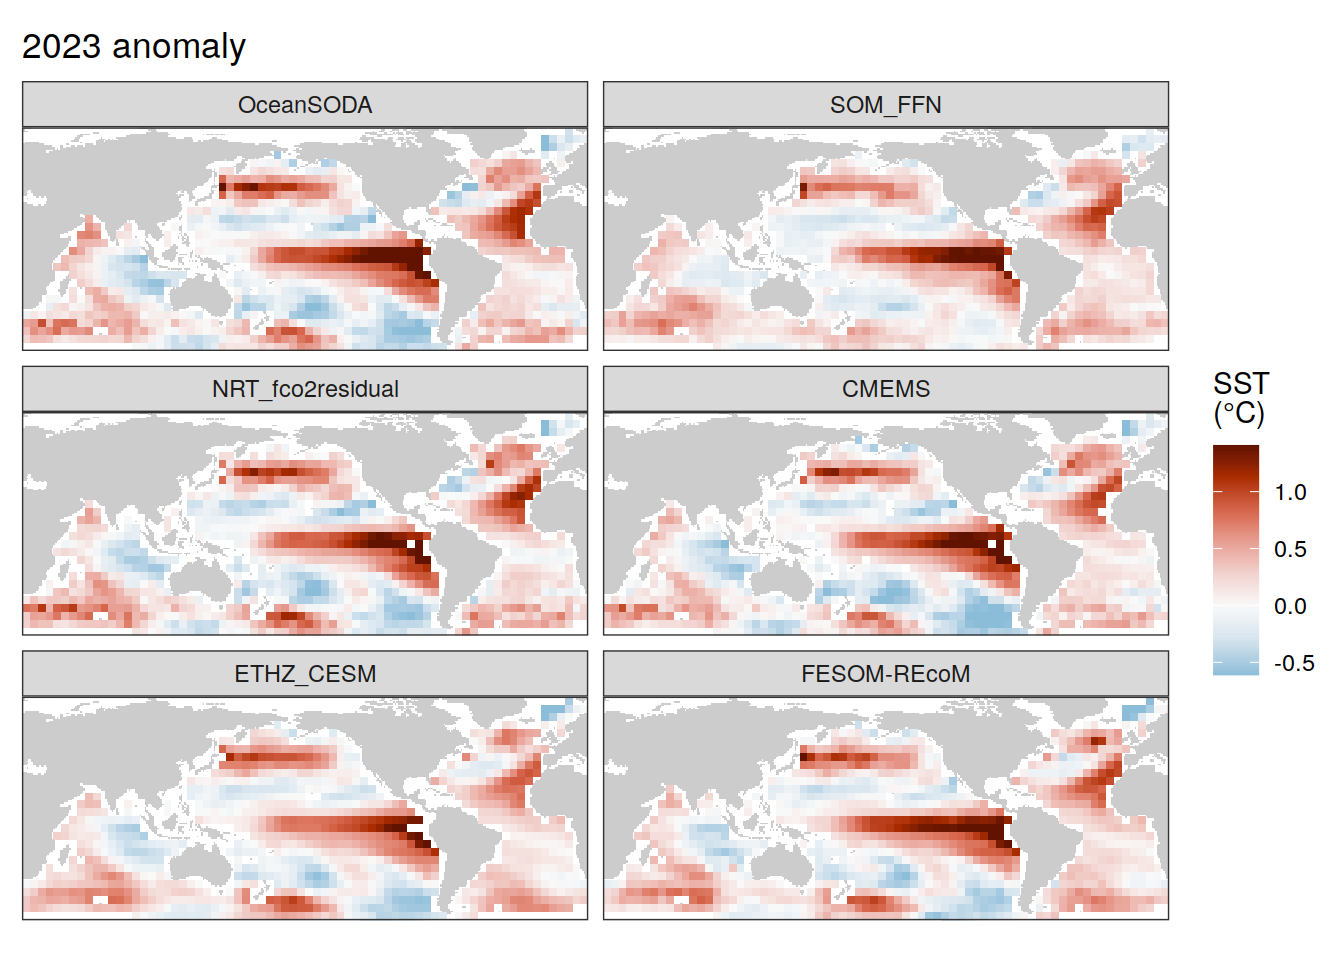 2023 anomaly
OceanSODA
SOM_FFN
NRT_fco2residual
CMEMS
ETHZ_CESM
FESOM-REcoM
SST
(°C)
1.0
0.5
0.0
-0.5